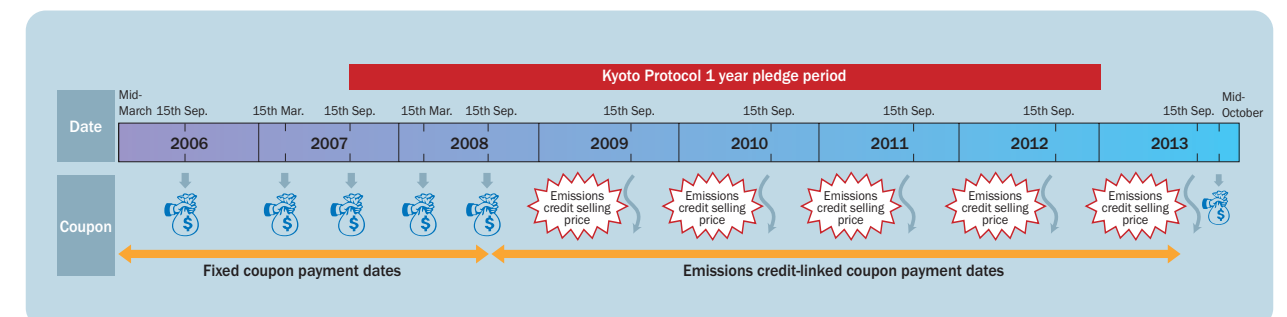 Kyoto Protocol 1 year pledge period
Mid-
March 15th Sep. 15th Mar. 15th Sep. 15th Mar. 15th Sep. 15th Sep. 15th Sep. 15th Sep. 15th Sep. 15th Sep. Mid-
October
Date
2006 2007 2008 2009 2010 2011 2012 2013
Coupon
$ $ $ $ $
Emissions
credit selling
price
Emissions
credit selling
price
Emissions
credit selling
price
Emissions
credit selling
price
Emissions
credit selling
price
$
Fixed coupon payment dates
Emissions credit-linked coupon payment dates